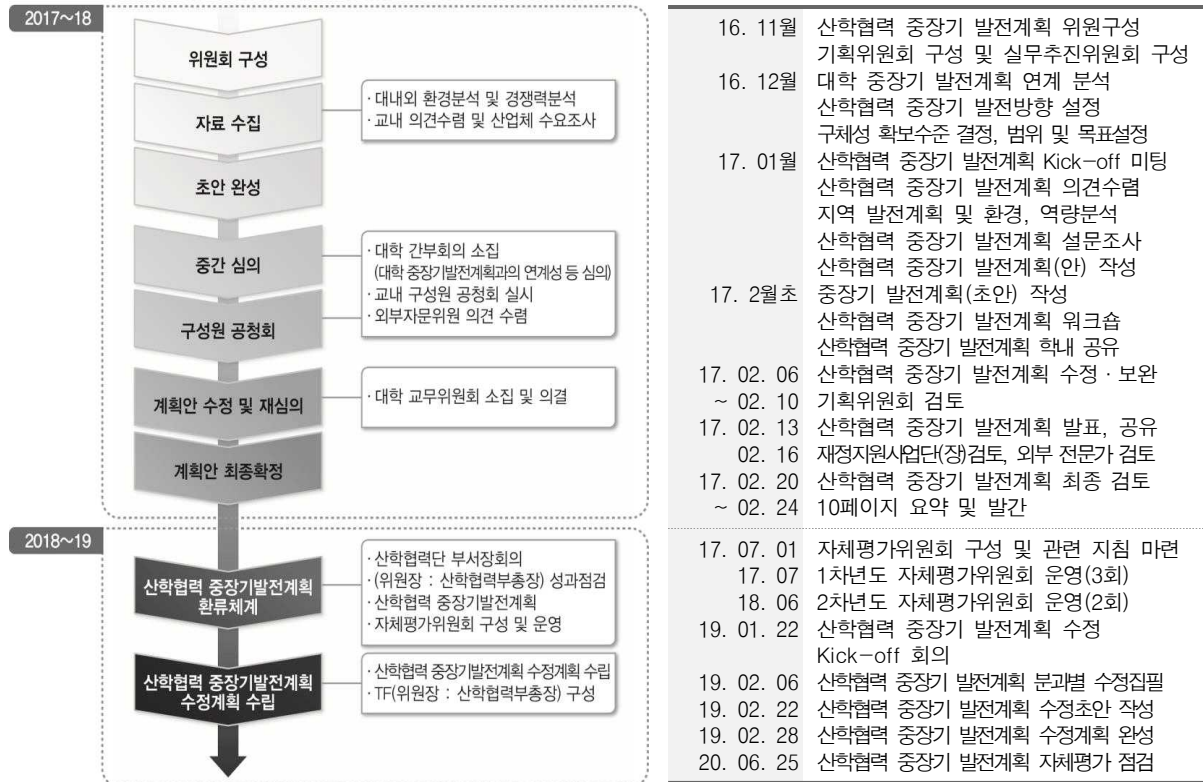 2017~18
위원회 구성
자료 수집
· 대내외 환경분석 및 경쟁력분석
· 교내 의견수렴 및 산업체 수요조사
초안 완성
중간 심의
· 대학 간부회의 소집
(대학 중장기발전계획과의 연계성 등 심의)
· 교내 구성원 공청회 실시
· 외부자문위원 의견 수렴
구성원 공청회
계획안 수정 및 재심의
· 대학 교무위원회 소집 및 의결
계획안 최종확정
2018~19
산학협력 중장기발전계획
환류체계
· 산학협력단 부서장회의
· (위원장 : 산학협력부총장) 성과점검
· 산학협력 중장기발전계획
· 자체평가위원회 구성 및 운영
산학협력 중장기발전계획
수정계획 수립
· 산학협력 중장기발전계획 수정계획 수립
· TF(위원장 : 산학협력부총장) 구성
16. 11월 산학협력 중장기 발전계획 위원구성
기획위원회 구성 및 실무추진위원회 구성
16. 12월 대학 중장기 발전계획 연계 분석
산학협력 중장기 발전방향 설정
구체성 확보수준 결정, 범위 및 목표설정
17. 01월 산학협력 중장기 발전계획 Kick-off 미팅
산학협력 중장기 발전계획 의견수렴
지역 발전계획 및 환경, 역량분석
산학협력 중장기 발전계획 설문조사
산학협력 중장기 발전계획(안) 작성
17. 2월초 중장기 발전계획(초안) 작성
산학협력 중장기 발전계획 워크숍
산학협력 중장기 발전계획 학내 공유
17. 02. 06 산학협력 중장기 발전계획 수정 · 보완
~ 02. 10 기획위원회 검토
17. 02. 13 산학협력 중장기 발전계획 발표, 공유
02. 16 재정지원사업단(장)검토, 외부 전문가 검토
17. 02. 20 산학협력 중장기 발전계획 최종 검토
~ 02. 24 10페이지 요약 및 발간
17. 07. 01 자체평가위원회 구성 및 관련 지침 마련
17. 07 1차년도 자체평가위원회 운영(3회)
18. 06 2차년도 자체평가위원회 운영(2회)
19. 01. 22 산학협력 중장기 발전계획 수정
Kick-off 회의
19. 02. 06 산학협력 중장기 발전계획 분과별 수정집필
19. 02. 22 산학협력 중장기 발전계획 수정초안 작성
19. 02. 28 산학협력 중장기 발전계획 수정계획 완성
20. 06. 25 산학협력 중장기 발전계획 자체평가 점검